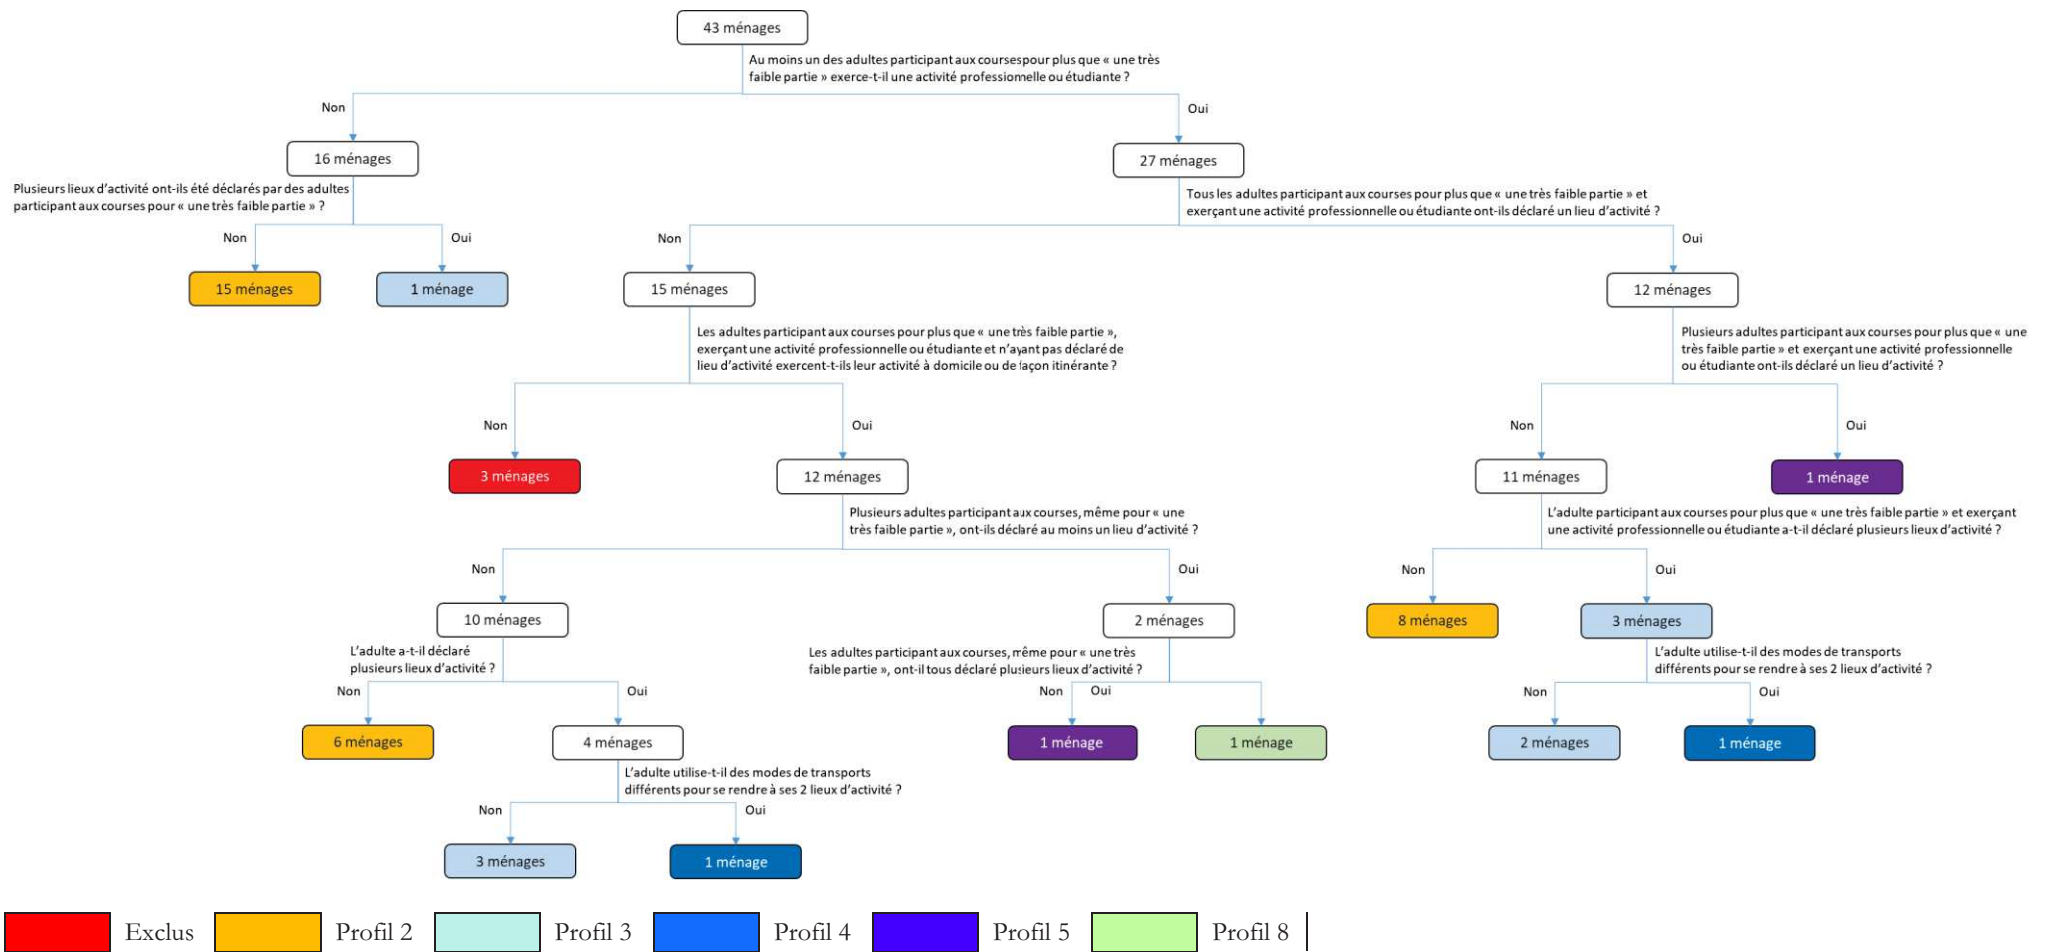 43 ménages
Au moins un des adultes participant aux coursespour plus que « une très
faible partie » exerce-t-il une activité professionnelle ou étudiante ?
Non
Oui
16 ménages
27 ménages
Plusieurs lieux d'activité ont-ils été déclarés par des adultes
participant aux courses pour « une très faible partie » ?
Tous les adultes participant aux courses pour plus que « une très faible partie » et
exerçant une activité professionnelle ou étudiante ont-ils déclaré un lieu d'activité ?
Non
Oui
Non
Oui
15 ménages
1 ménage
15 ménages
12 ménages
Les adultes participant aux courses pour plus que « une très faible partie »,
exerçant une activité professionnelle ou étudiante et n'ayant pas déclaré de
lieu d'activité exercent-t-ils leur activité à domicile ou de façon itinérante ?
Plusieurs adultes participant aux courses pour plus que « une
très faible partie » et exerçant une activité professionnelle
ou étudiante ont-ils déclaré un lieu d'activité ?
Non
Oui
Non
Oui
3 ménages
12 ménages
11 ménages
1 ménage
Plusieurs adultes participant aux courses, même pour « une
très faible partie », ont-ils déclaré au moins un lieu d'activité ?
L'adulte participant aux courses pour plus que « une très faible partie » et exerçant
une activité professionnelle ou étudiante a-t-il déclaré plusieurs lieux d'activité ?
Non
Oui
Non
Oui
10 ménages
2 ménages
8 ménages
3 ménages
L'adulte a-t-il déclaré
plusieurs lieux d'activité ?
Les adultes participant aux courses, même pour « une très
faible partie », ont-il tous déclaré plusieurs lieux d'activité ?
L'adulte utilise-t-il des modes de transports
différents pour se rendre à ses 2 lieux d'activité ?
Non
Oui
Non
Oui
Non
Oui
6 ménages
4 ménages
1 ménage
1 ménage
2 ménages
1 ménage
L'adulte utilise-t-il des modes de transports
différents pour se rendre à ses 2 lieux d'activité ?
Non
Oui
3 ménages
1 ménage
Exclus
Profil 2
Profil 3
Profil 4
Profil 5
Profil 8